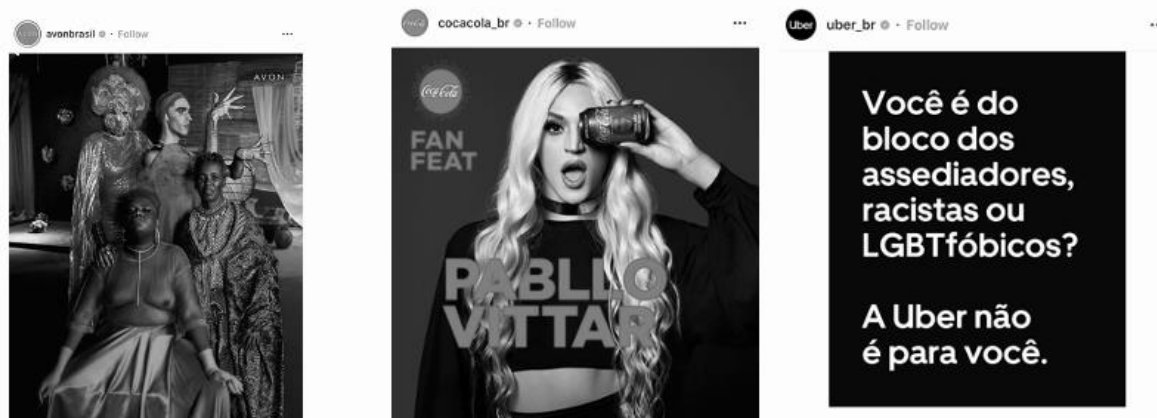 avonbrasil • Follow
AVON
cocacola_br • Follow
Coca-Cola
FAN
FEAT
PABLLO
VITTAR
Uber
uber_br • Follow
Você é do
bloco dos
assediadores,
racistas ou
LGBTfóbicos?
A Uber não
é para você.